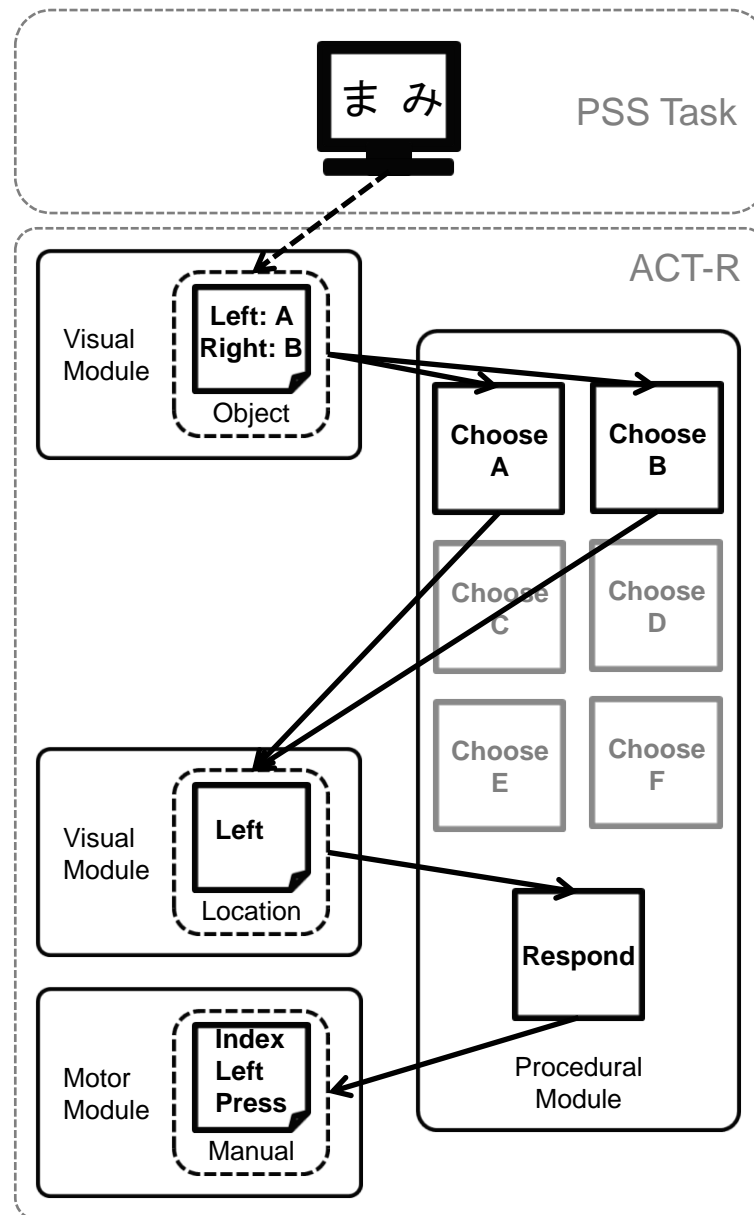 ま み
PSS Task
ACT-R
Visual
Module
Left: A
Right: B
Object
Choose
A
Choose
B
Choose
C
Choose
D
Choose
E
Choose
F
Visual
Module
Left
Location
Respond
Procedural
Module
Motor
Module
Index
Left
Press
Manual